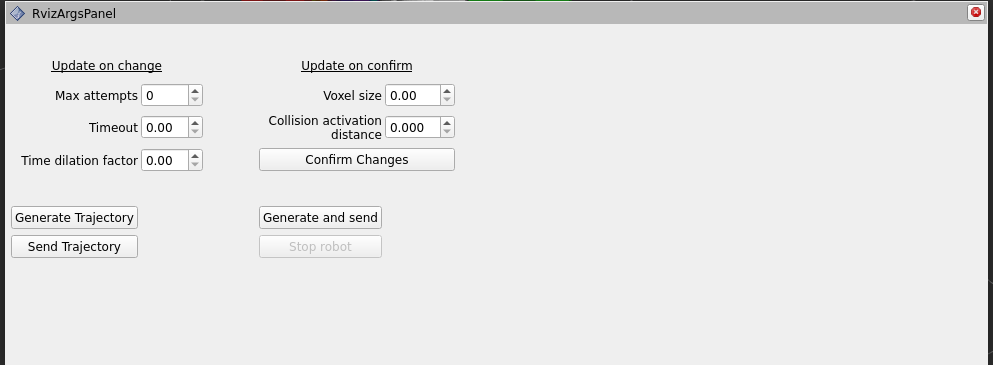 RvizArgsPanel
Update on change
Update on confirm
Max attempts 0
Voxel size 0.00
Timeout 0.00
Collision activation
distance 0.000
Time dilation factor 0.00
Confirm Changes
Generate Trajectory
Generate and send
Send Trajectory
Stop robot